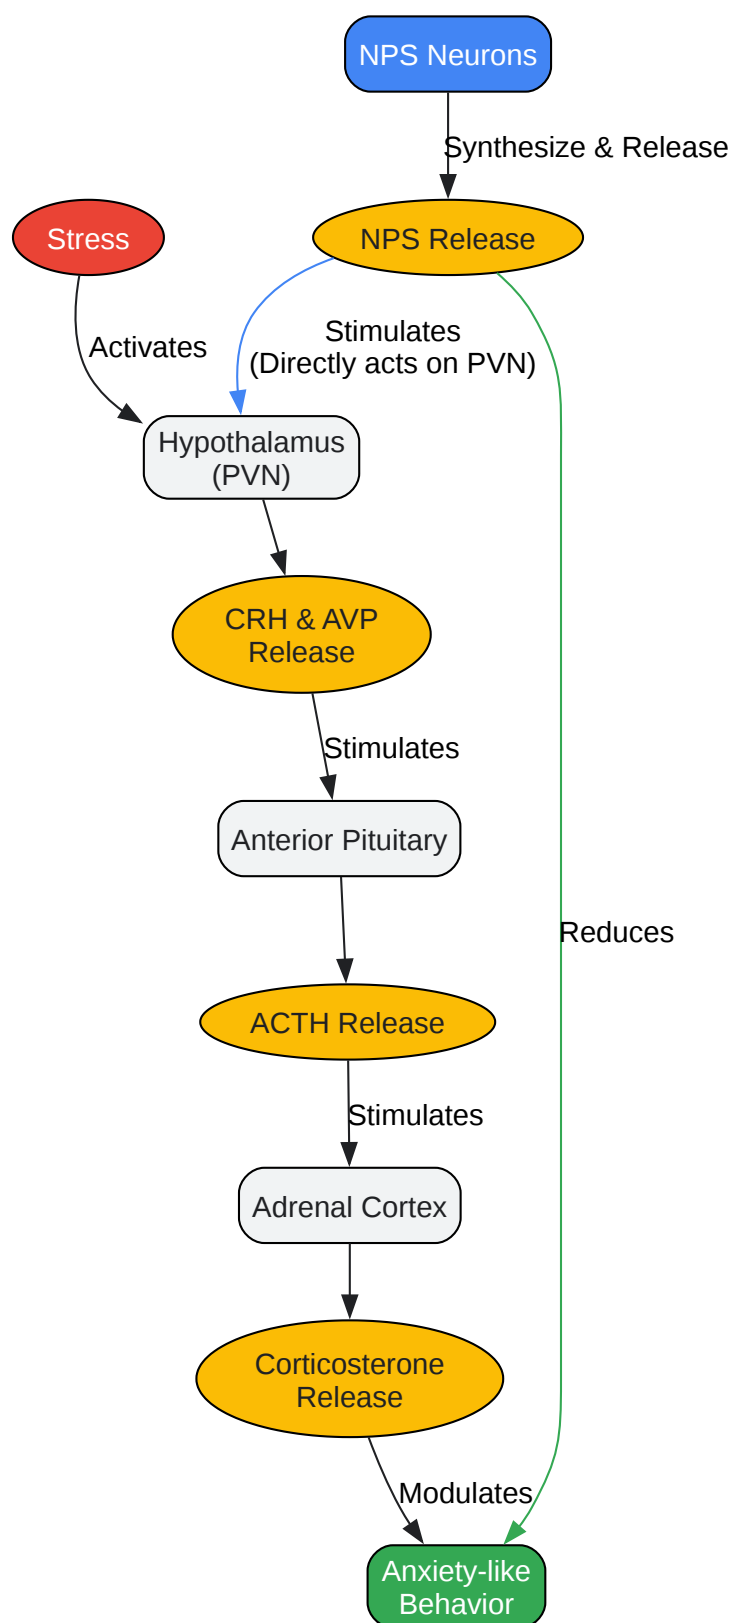 NPS Neurons
Synthesize & Release
Stress
NPS Release
Activates
Stimulates
(Directly acts on PVN)
Hypothalamus
(PVN)
CRH & AVP
Release
Stimulates
Anterior Pituitary
Reduces
ACTH Release
Stimulates
Adrenal Cortex
Corticosterone
Release
Modulates
Anxiety-like
Behavior